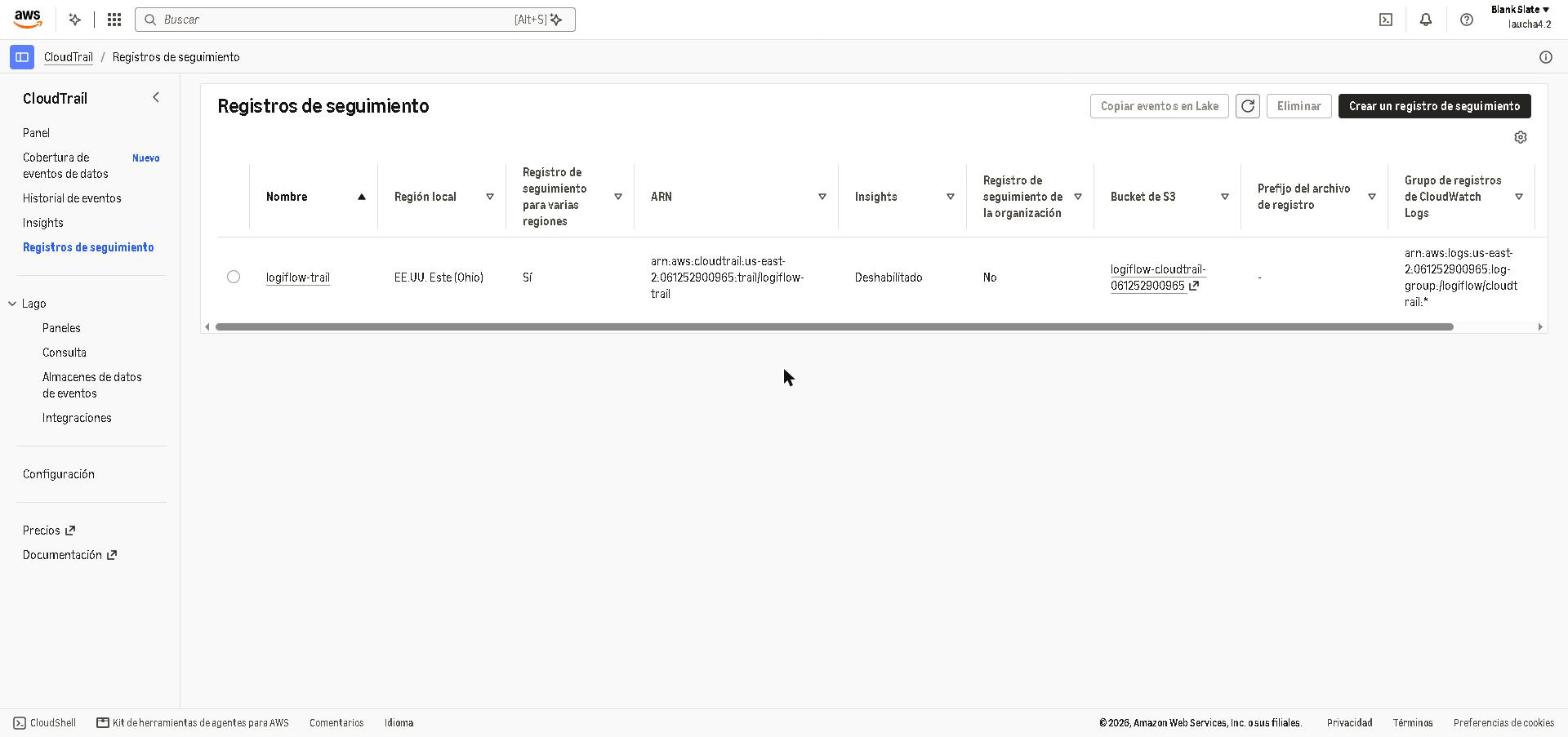 aws
Buscar
[Alt+S]
Blank Slate
laucha4.2
CloudTrail / Registros de seguimiento
CloudTrail
Panel
Cobertura de
eventos de datos
Nuevo
Historial de eventos
Insights
Registros de seguimiento
Lago
Paneles
Consulta
Almacenes de datos
de eventos
Integraciones
Configuración
Precios
Documentación
Registros de seguimiento
Copiar eventos en Lake
Eliminar
Crear un registro de seguimiento
Nombre
Región local
Registro de
seguimiento
para varias
regiones
ARN
Insights
Registro de
seguimiento de
la organización
Bucket de S3
Prefijo del archivo
de registro
Grupo de registros
de CloudWatch
Logs
logiflow-trail
EE.UU. Este (Ohio)
Sí
arn:aws:cloudtrail:us-east-
2:061252900965:trail/logiflow-
trail
Deshabilitado
No
logiflow-cloudtrail-
061252900965
-
arn:aws:logs:us-east-
2:061252900965:log-
group:/logiflow/cloudt
rail:*
CloudShell
Kit de herramientas de agentes para AWS
Comentarios
Idioma
© 2026, Amazon Web Services, Inc. o sus filiales.
Privacidad
Términos
Preferencias de cookies